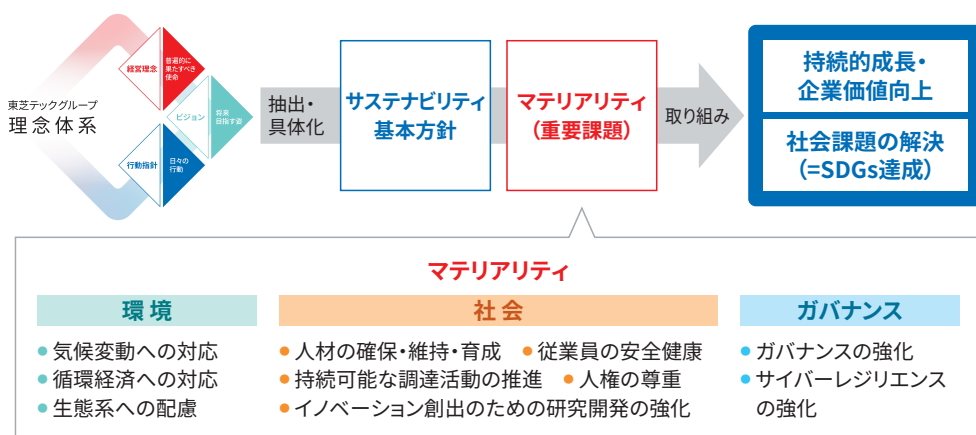 東芝テックグループ
理念体系
経営理念
普遍的に
果たすべき
使命
ビジョン
将来
目指す姿
行動指針
日々の
行動
抽出・
具体化
サステナビリティ
基本方針
マテリアリティ
(重要課題)
取り組み
持続的成長・
企業価値向上
社会課題の解決
(=SDGs達成)
マテリアリティ
環境
●気候変動への対応
●循環経済への対応
●生態系への配慮
社会
●人材の確保・維持・育成 ●従業員の安全健康
●持続可能な調達活動の推進 ●人権の尊重
●イノベーション創出のための研究開発の強化
ガバナンス
●ガバナンスの強化
●サイバーレジリエンス
の強化